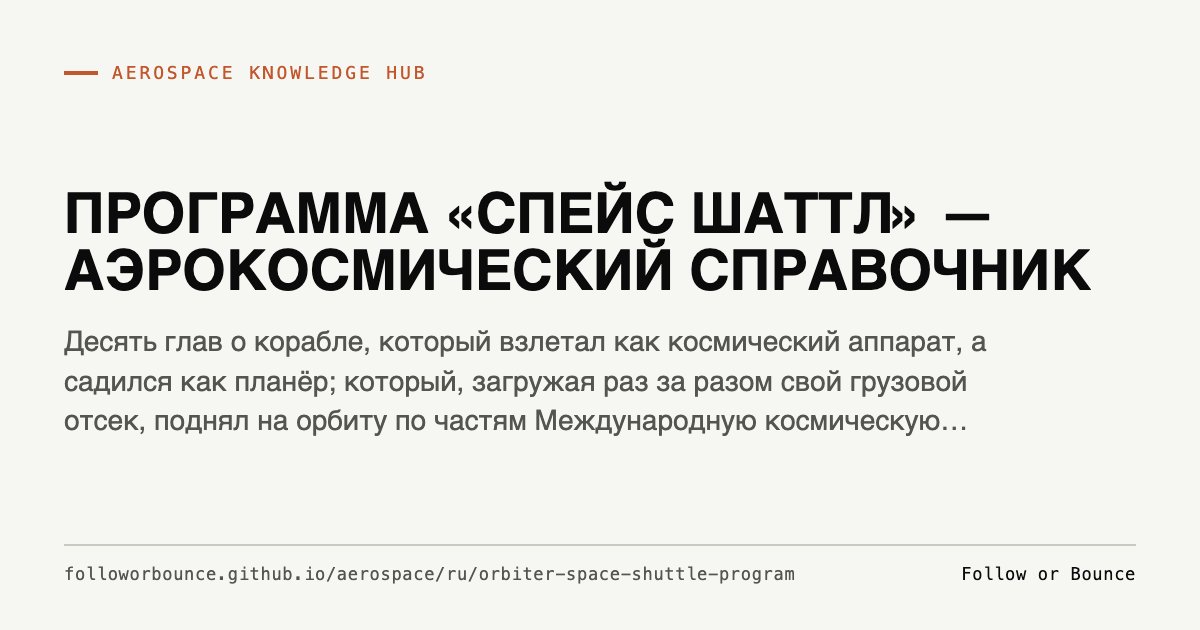 AEROSPACE KNOWLEDGE HUB
ПРОГРАММА «СПЕЙС ШАТТЛ» —
АЭРОКОСМИЧЕСКИЙ СПРАВОЧНИК
Десять глав о корабле, который взлетал как космический аппарат, а
садился как планёр; который, загружая раз за разом свой грузовой
отсек, поднял на орбиту по частям Международную космическую…
followorbounce.github.io/aerospace/ru/orbiter-space-shuttle-program
Follow or Bounce